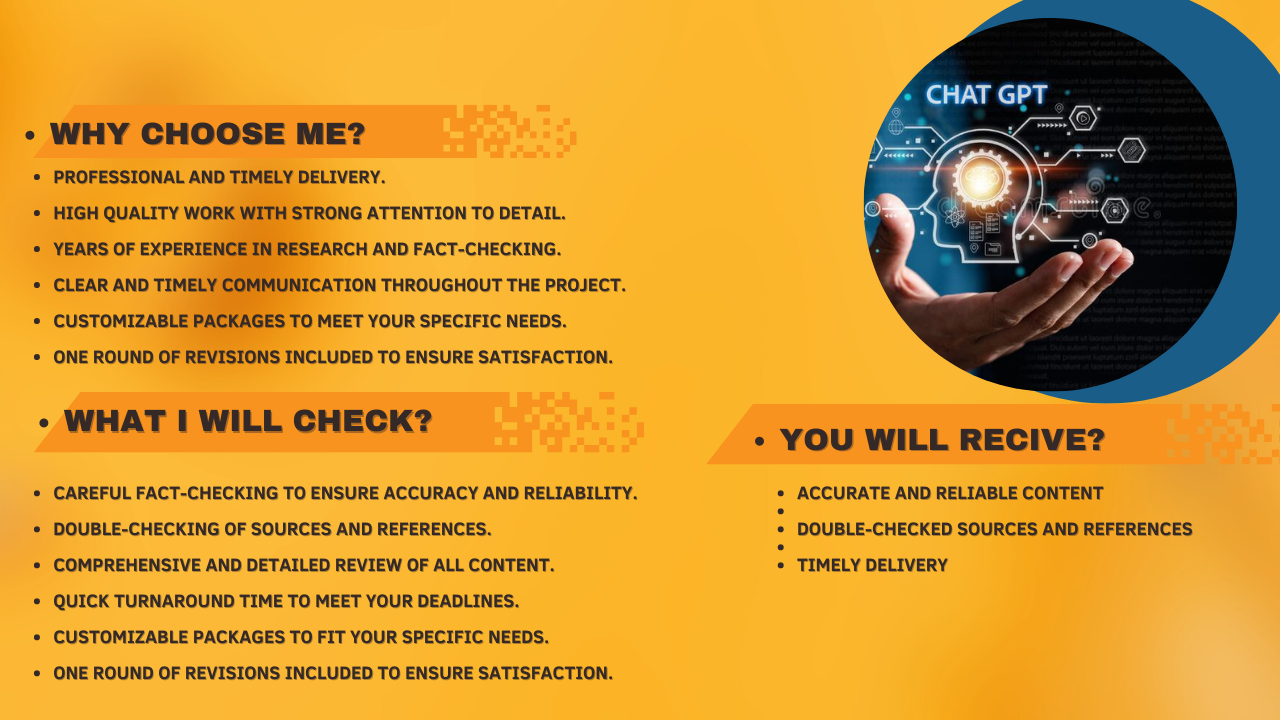 WHY CHOOSE ME?
PROFESSIONAL AND TIMELY DELIVERY.
HIGH QUALITY WORK WITH STRONG ATTENTION TO DETAIL.
YEARS OF EXPERIENCE IN RESEARCH AND FACT-CHECKING.
CLEAR AND TIMELY COMMUNICATION THROUGHOUT THE PROJECT.
CUSTOMIZABLE PACKAGES TO MEET YOUR SPECIFIC NEEDS.
ONE ROUND OF REVISIONS INCLUDED TO ENSURE SATISFACTION.
WHAT I WILL CHECK?
CAREFUL FACT-CHECKING TO ENSURE ACCURACY AND RELIABILITY.
DOUBLE-CHECKING OF SOURCES AND REFERENCES.
COMPREHENSIVE AND DETAILED REVIEW OF ALL CONTENT.
QUICK TURNAROUND TIME TO MEET YOUR DEADLINES.
CUSTOMIZABLE PACKAGES TO FIT YOUR SPECIFIC NEEDS.
ONE ROUND OF REVISIONS INCLUDED TO ENSURE SATISFACTION.
CHAT GPT
YOU WILL RECIVE?
ACCURATE AND RELIABLE CONTENT
DOUBLE-CHECKED SOURCES AND REFERENCES
TIMELY DELIVERY